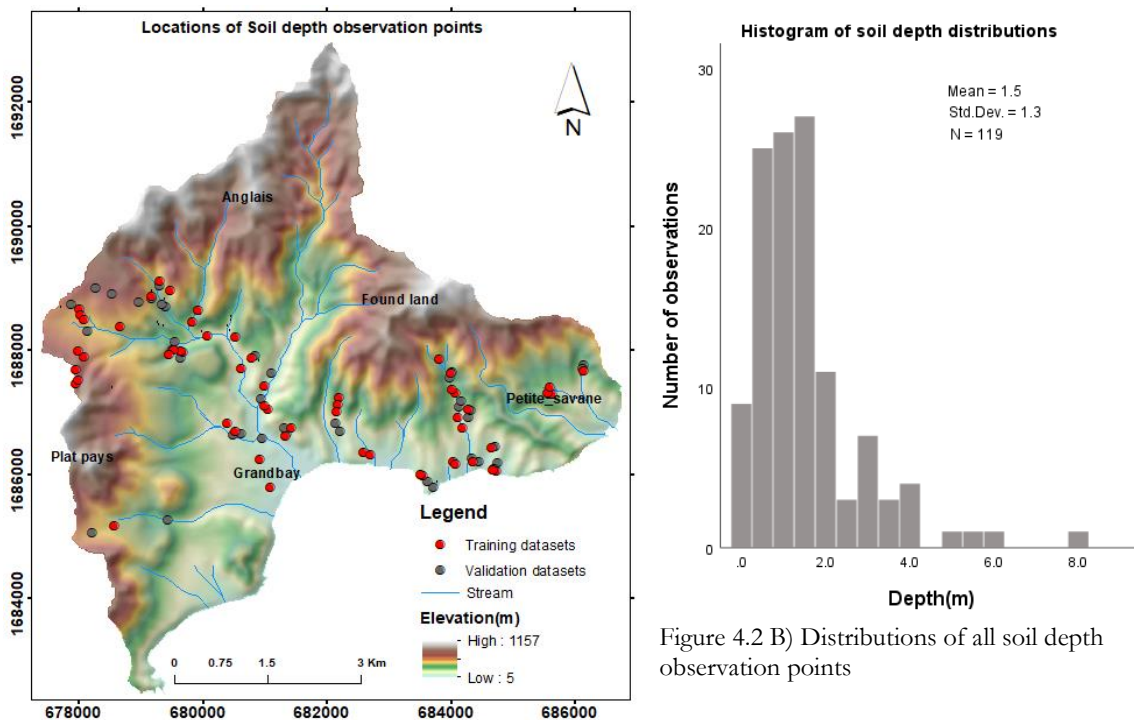 Locations of Soil depth observation points
N
Anglais
Found land
Petite_savane
Plat pays
Grandbay
1692000
1690000
1688000
1686000
1684000
678000 680000 682000 684000 686000
Legend
Training datasets
Validation datasets
Stream
Elevation(m)
High : 1157
Low : 5
0 0.75 1.5 3 Km
Histogram of soil depth distributions
Mean = 1.5
Std.Dev. = 1.3
N = 119
Number of observations
30
20
10
0
.0 2.0 4.0 6.0 8.0
Depth(m)
Figure 4.2 B) Distributions of all soil depth
observation points